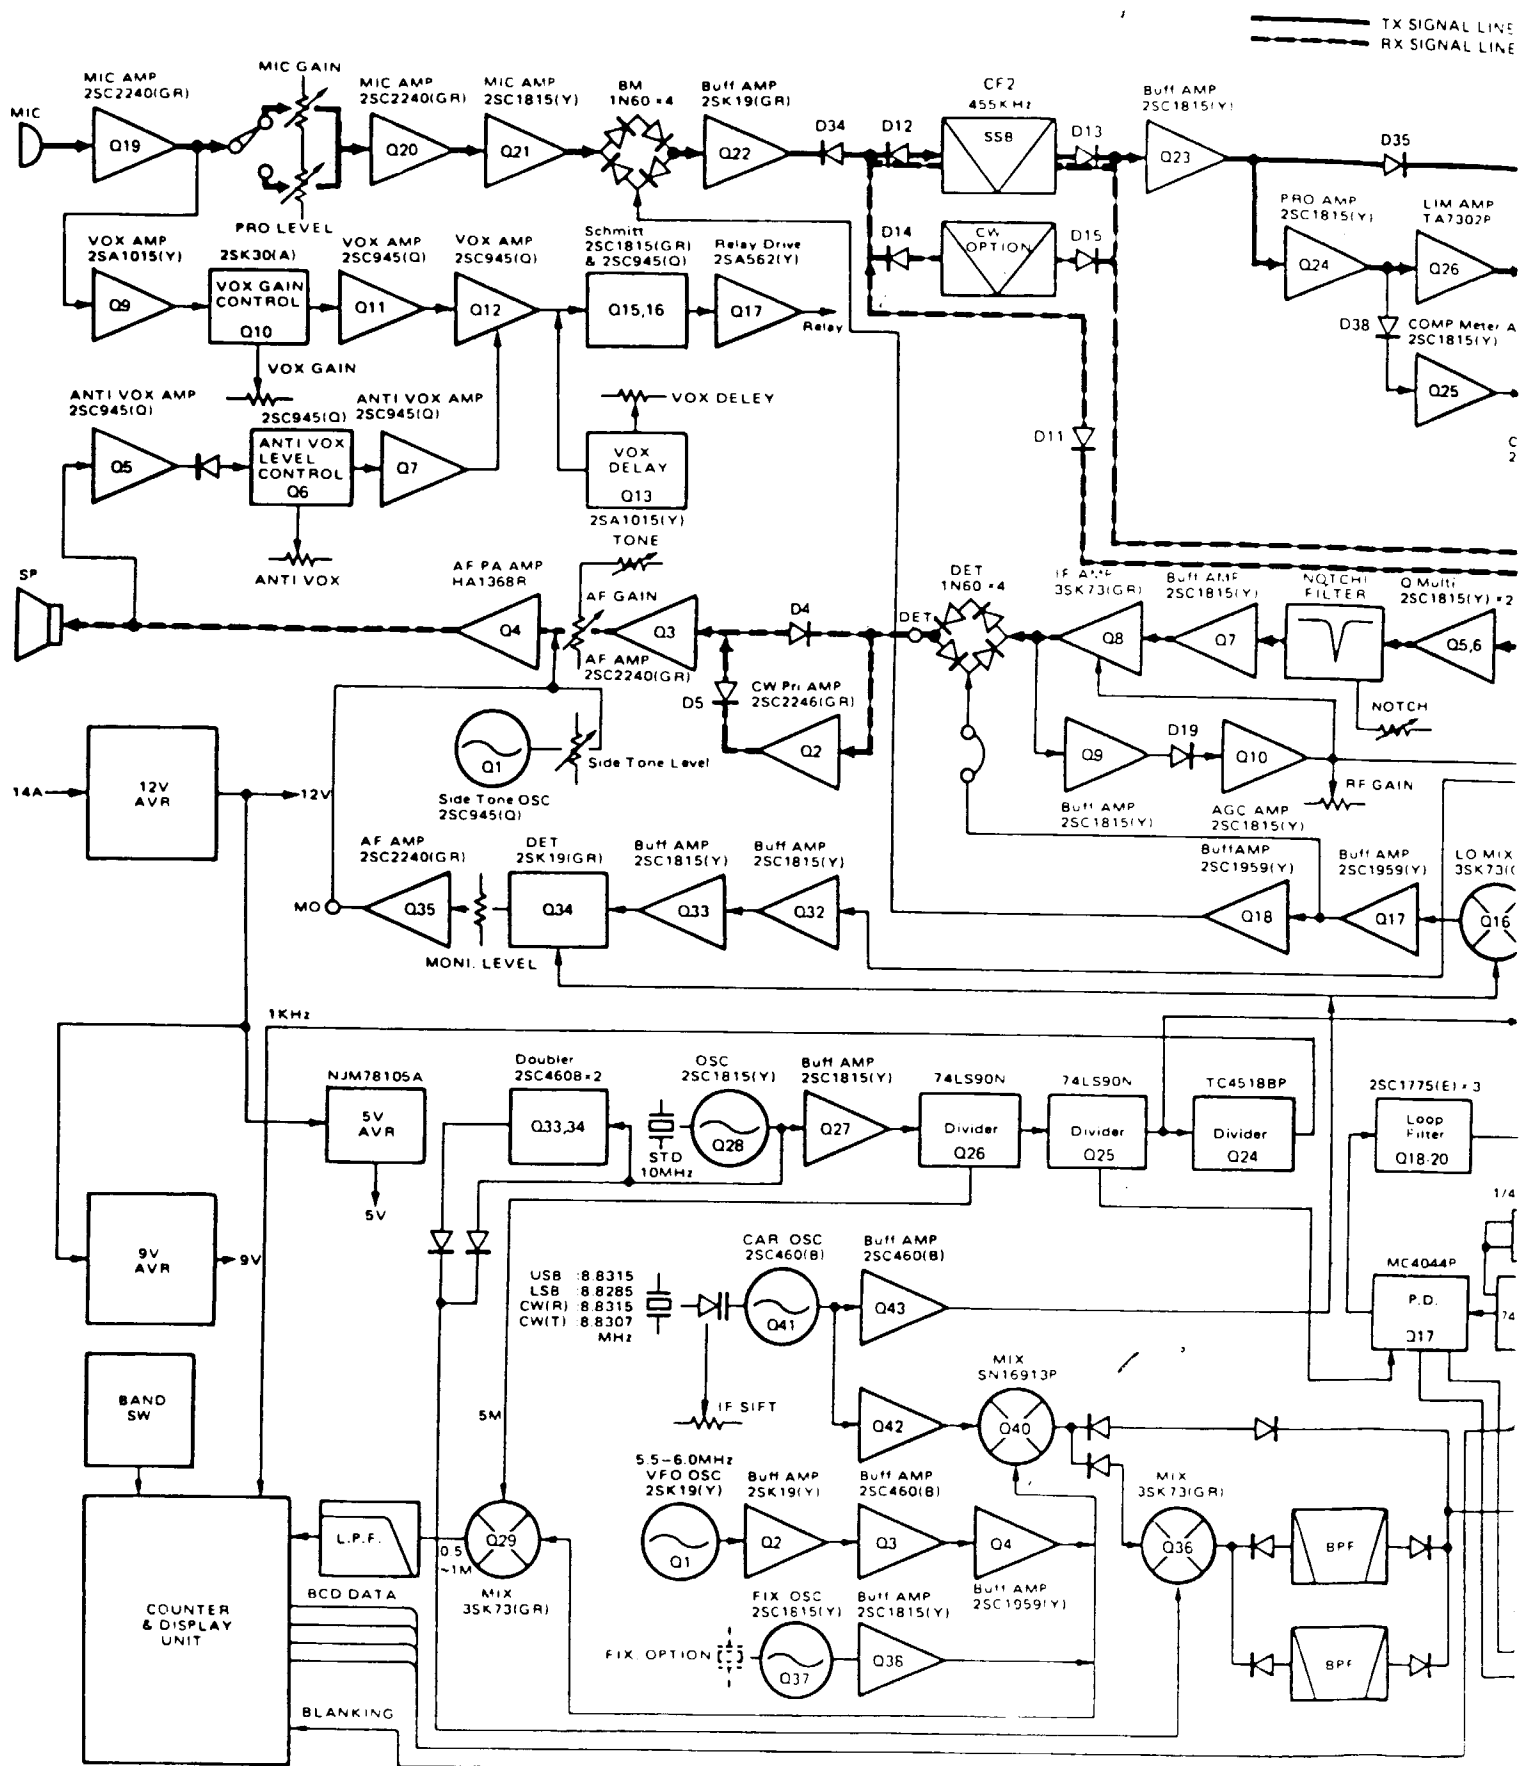 TX SIGNAL LINE
RX SIGNAL LINE
MIC
MIC AMP
2SC2240(GR)
Q19
MIC GAIN
PRO LEVEL
MIC AMP
2SC2240(GR)
Q20
MIC AMP
2SC1815(Y)
Q21
BM
1N60×4
Buff AMP
2SK19(GR)
Q22
D34
D12
CF2
455KHz
SSB
D13
Buff AMP
2SC1815(Y)
Q23
D35
D14
CW
OPTION
D15
PRO AMP
2SC1815(Y)
Q24
LIM AMP
TA7302P
Q26
D38
COMP Meter A
2SC1815(Y)
Q25
C
2
VOX AMP
2SA1015(Y)
Q9
2SK30(A)
VOX GAIN
CONTROL
Q10
VOX GAIN
VOX AMP
2SC945(Q)
Q11
VOX AMP
2SC945(Q)
Q12
Schmitt
2SC1815(GR)
& 2SC945(Q)
Q15,16
Relay Drive
2SA562(Y)
Q17
Relay
ANTI VOX AMP
2SC945(Q)
Q5
2SC945(Q)
ANTI VOX
LEVEL
CONTROL
Q6
ANTI VOX
ANTI VOX AMP
2SC945(Q)
Q7
VOX DELEY
VOX
DELAY
Q13
2SA1015(Y)
D11
SP
AF PA AMP
HA1368R
Q4
TONE
AF GAIN
Q3
AF AMP
2SC2240(GR)
D4
D5
CW Pri AMP
2SC2246(GR)
Q2
DET
DET
1N60×4
IF AMP
3SK73(GR)
Q8
Buff AMP
2SC1815(Y)
Q7
NOTCHI
FILTER
NOTCH
Q Multi
2SC1815(Y)×2
Q5,6
Q9
Buff AMP
2SC1815(Y)
D19
Q10
AGC AMP
2SC1815(Y)
RF GAIN
Q1
Side Tone OSC
2SC945(Q)
Side Tone Level
14A
12V
AVR
12V
MO
AF AMP
2SC2240(GR)
Q35
MONI. LEVEL
DET
2SK19(GR)
Q34
Buff AMP
2SC1815(Y)
Q33
Buff AMP
2SC1815(Y)
Q32
Buff AMP
2SC1959(Y)
Q18
Buff AMP
2SC1959(Y)
Q17
LO MIX
3SK73(
Q16
1KHz
NJM78105A
5V
AVR
5V
Doubler
2SC460B×2
Q33,34
STD
10MHz
OSC
2SC1815(Y)
Q28
Buff AMP
2SC1815(Y)
Q27
74LS90N
Divider
Q26
74LS90N
Divider
Q25
TC4518BP
Divider
Q24
2SC1775(E)×3
Loop
Filter
Q18-20
1/4
9V
AVR
9V
USB :8.8315
LSB :8.8285
CW(R) :8.8315
CW(T) :8.8307
MHz
CAR OSC
2SC460(B)
Q41
Buff AMP
2SC460(B)
Q43
IF SIFT
Q42
MIX
SN16913P
Q40
MC4044P
P.D.
Q17
74
BAND
SW
5M
5.5-6.0MHz
VFO OSC
2SK19(Y)
Q1
Buff AMP
2SK19(Y)
Q2
Buff AMP
2SC460(B)
Q3
Q4
Buff AMP
2SC1959(Y)
MIX
3SK73(GR)
Q36
BPF
BPF
COUNTER
& DISPLAY
UNIT
L.P.F.
0.5
~1M
Q29
MIX
3SK73(GR)
BCD DATA
BLANKING
FIX. OPTION
FIX OSC
2SC1815(Y)
Q37
Buff AMP
2SC1815(Y)
Q38